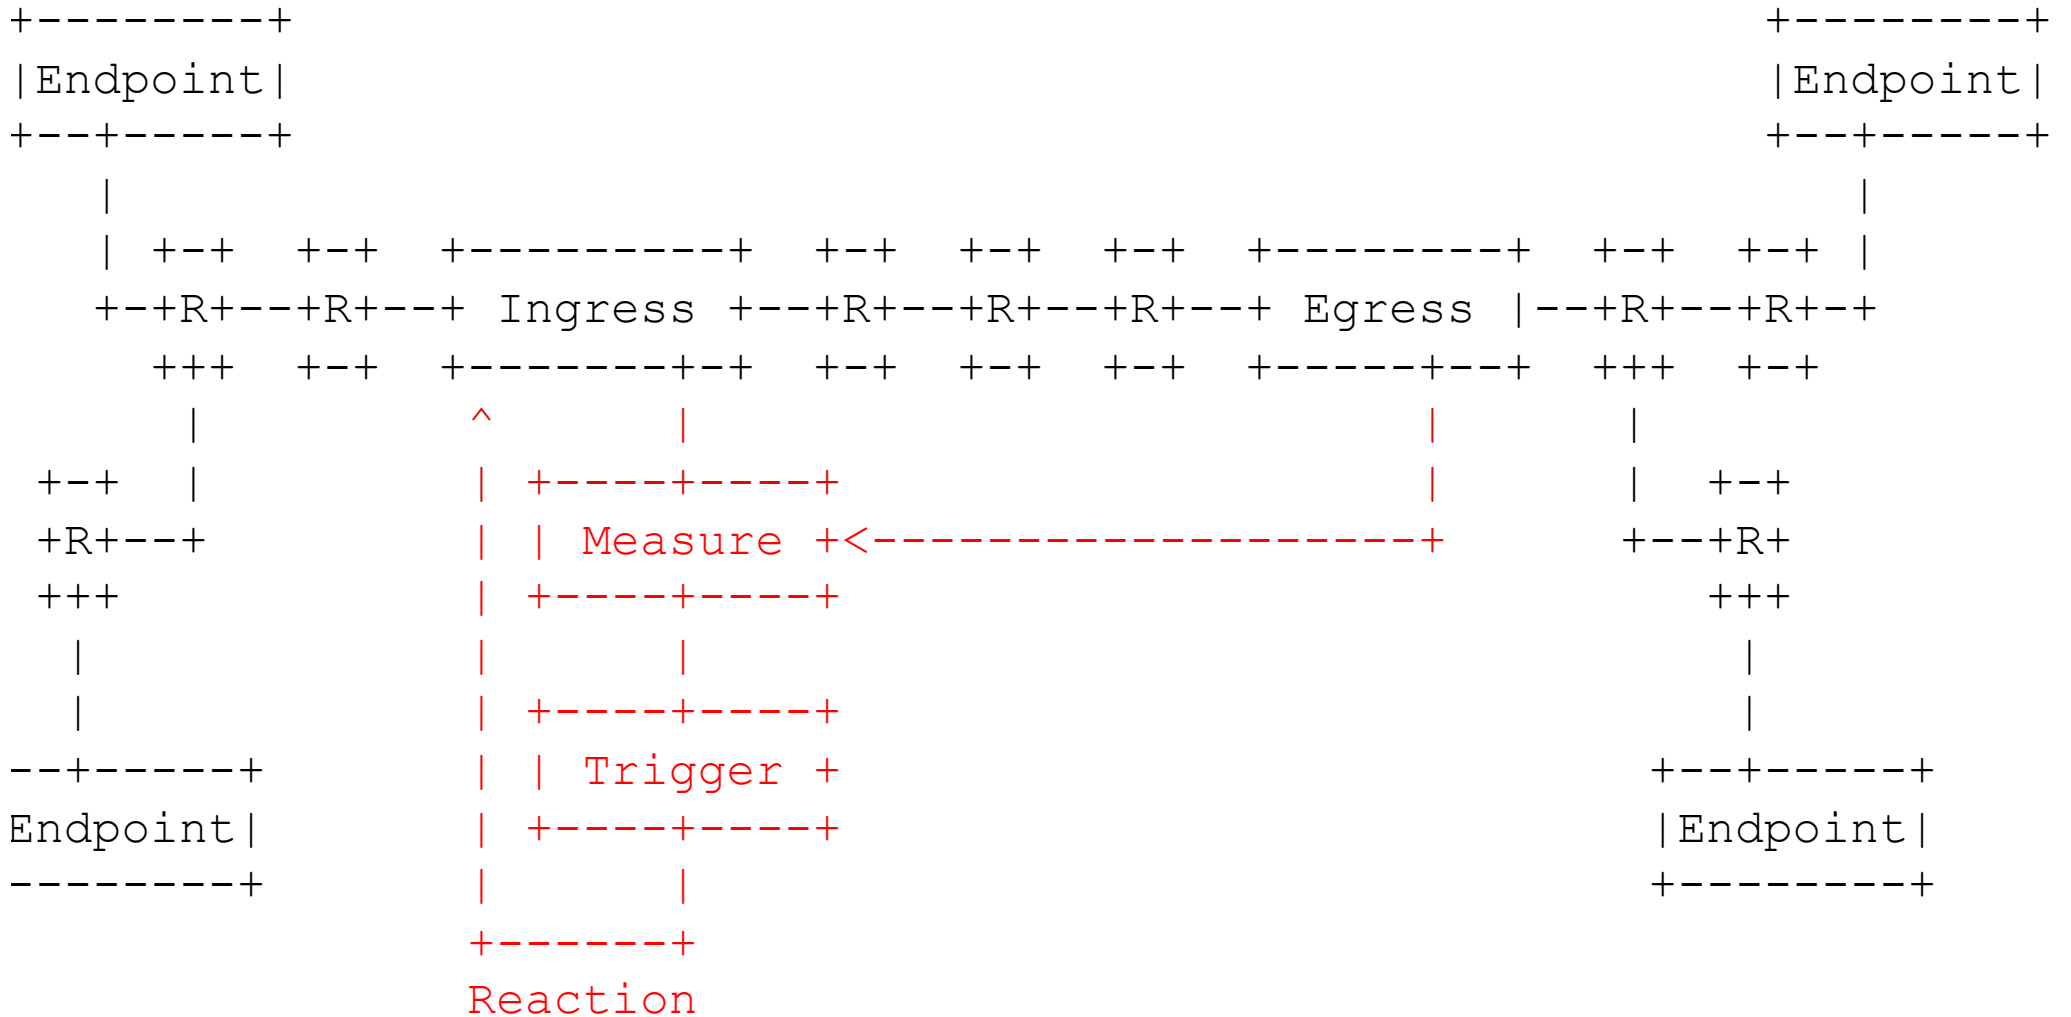 +--------+                                                   +--------+
|Endpoint|                                                   |Endpoint|
+--+-----+                                                   +--+-----+
   |                                                            |
   | +-+  +-+  +---------+  +-+  +-+  +-+  +--------+  +-+  +-+ |
   +-+R+--+R+--+ Ingress +--+R+--+R+--+R+--+ Egress |--+R+--+R+-+
     +++  +-+  +-------+-+  +-+  +-+  +-+  +-----+--+  +++  +-+
      |         ^      |                         |      |
 +-+  |         | +----+----+                    |      |  +-+
 +R+--+         | | Measure +<-------------------+      +--+R+
 +++            | +----+----+                              +++
  |             |      |                                    |
  |             | +----+----+                               |
--+-----+       | | Trigger +                            +--+-----+
Endpoint|       | +----+----+                            |Endpoint|
--------+       |      |                                 +--------+
                +------+
                Reaction